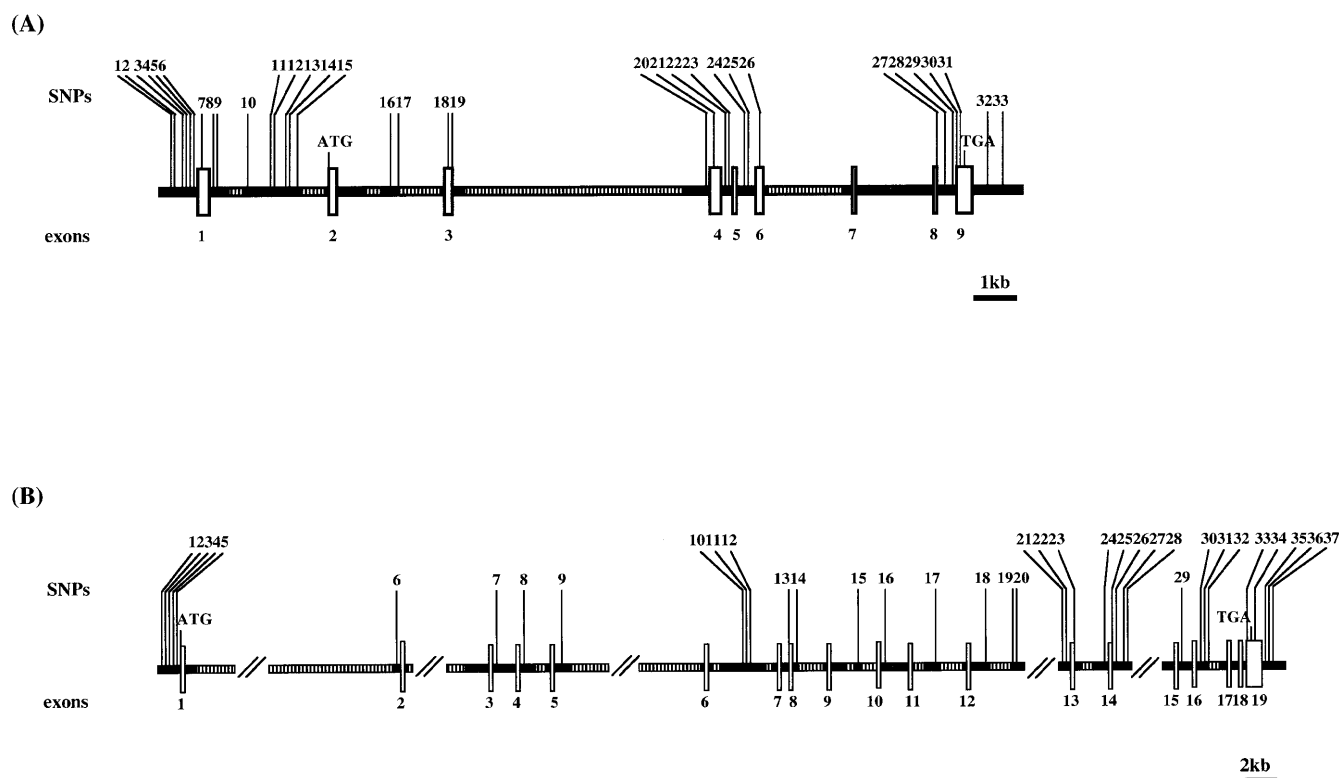 (A)
12 3456 1112131415 20212223 242526 2728293031
SNPs 789 10 1617 1819 3233
ATG TGA
exons 1 2 3 4 5 6 7 8 9
1kb
(B)
12345 101112 212223 2425262728 303132 3334 353637
SNPs 6 7 8 9 1314 15 16 17 18 1920 29
ATG TGA
exons 1 2 3 4 5 6 7 8 9 10 11 12 13 14 15 16 1718 19
2kb